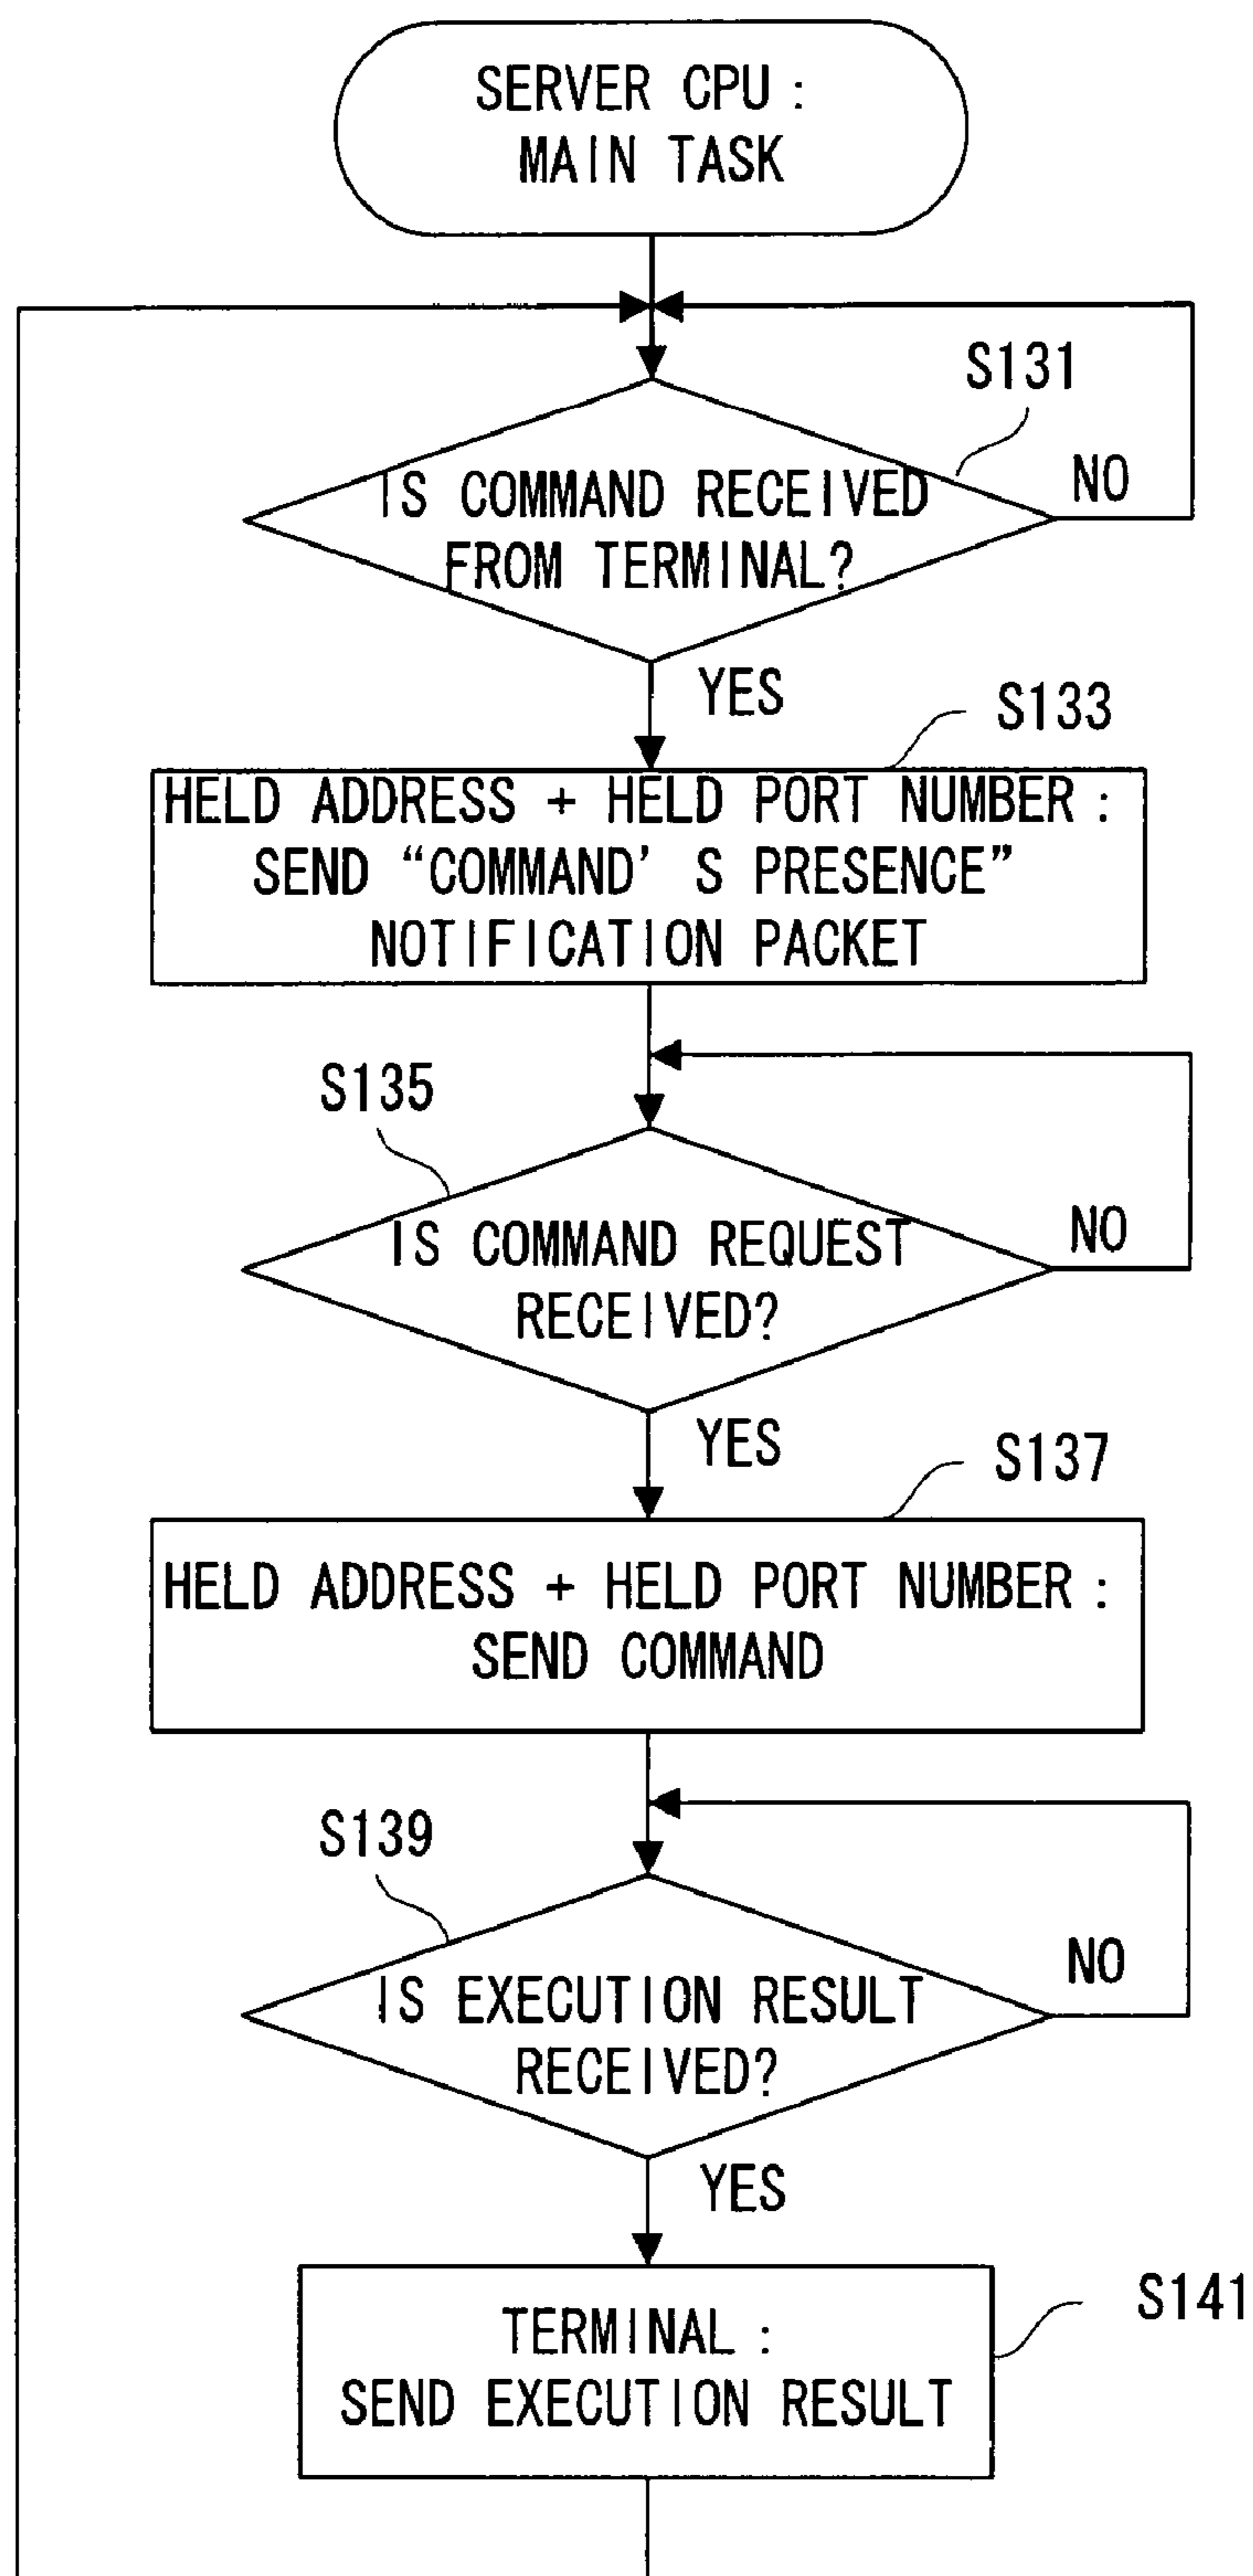 SERVER CPU :
MAIN TASK
S131
IS COMMAND RECEIVED
FROM TERMINAL?
NO
YES
S133
HELD ADDRESS + HELD PORT NUMBER :
SEND “COMMAND’ S PRESENCE”
NOTIFICATION PACKET
S135
IS COMMAND REQUEST
RECEIVED?
NO
YES
S137
HELD ADDRESS + HELD PORT NUMBER :
SEND COMMAND
S139
IS EXECUTION RESULT
RECEIVED?
NO
YES
S141
TERMINAL :
SEND EXECUTION RESULT